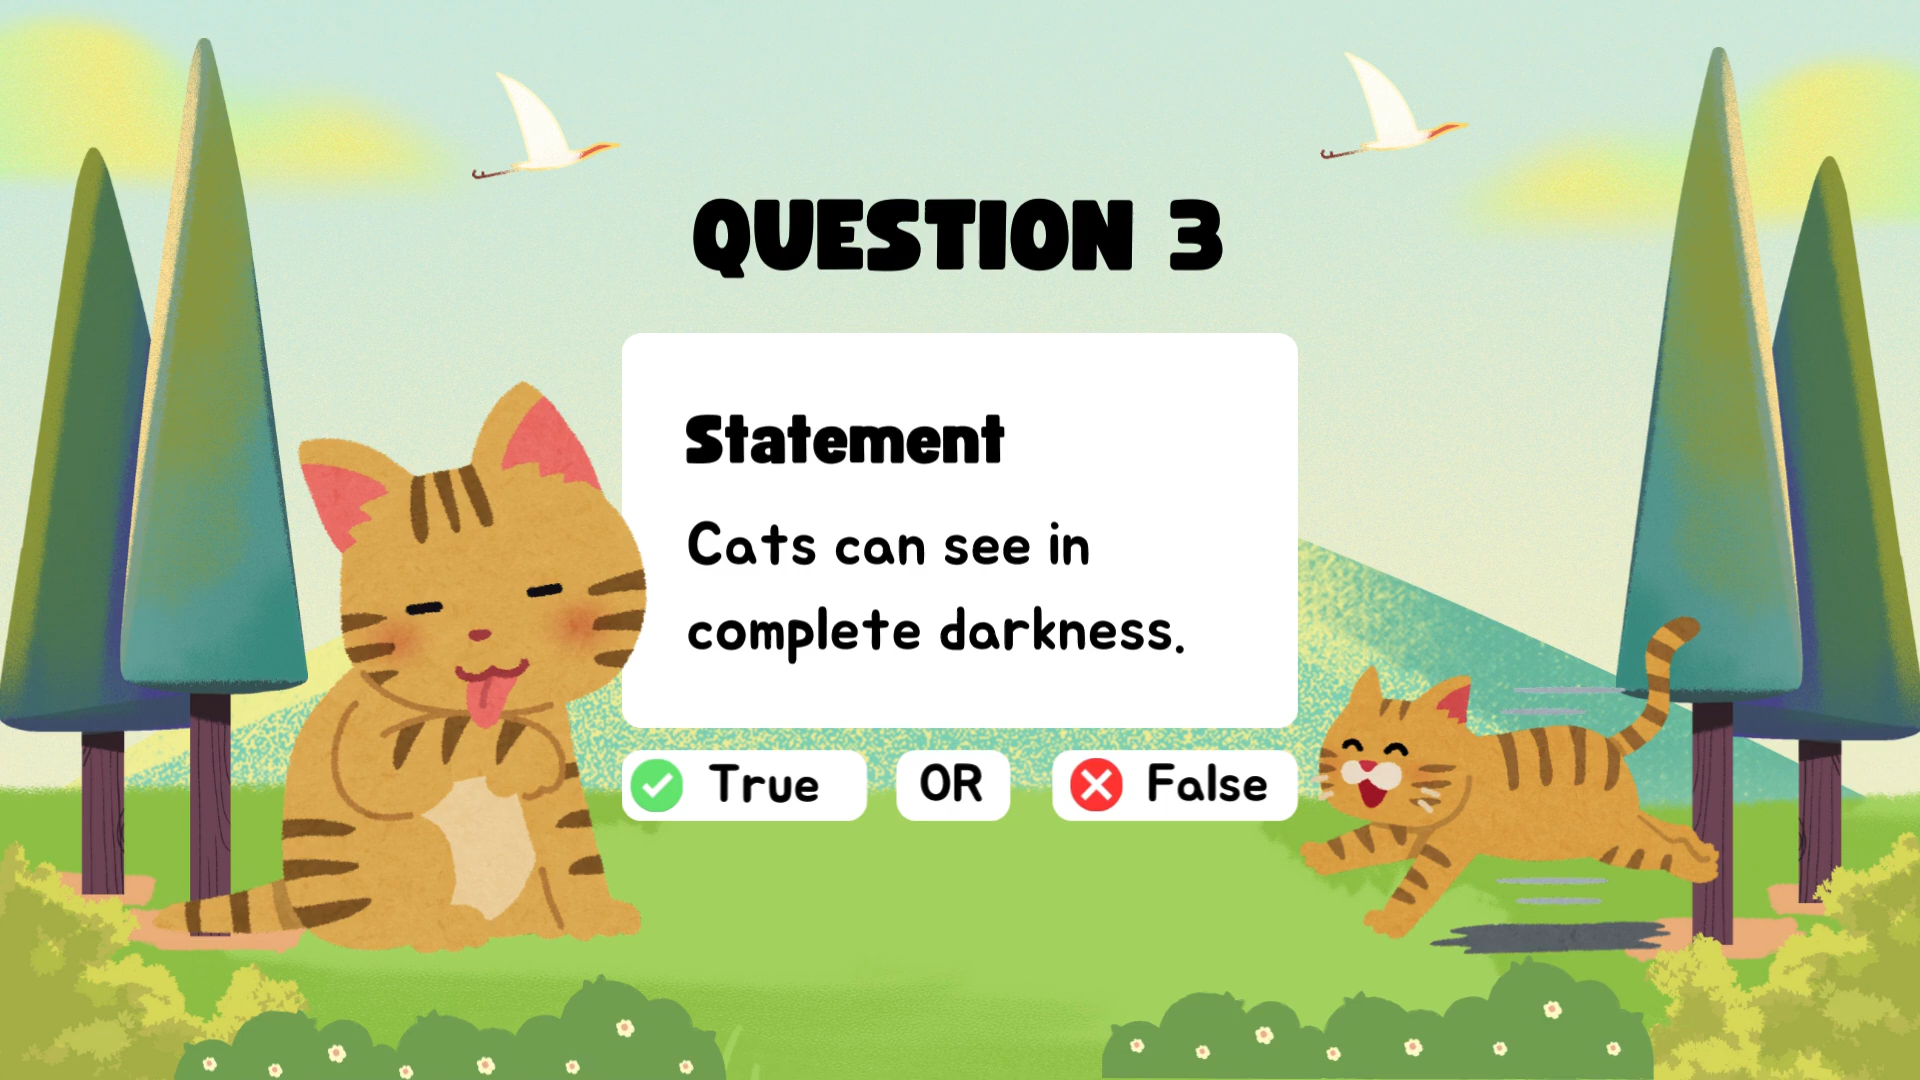 QUESTION 3
Statement
Cats can see in
complete darkness.
True OR False